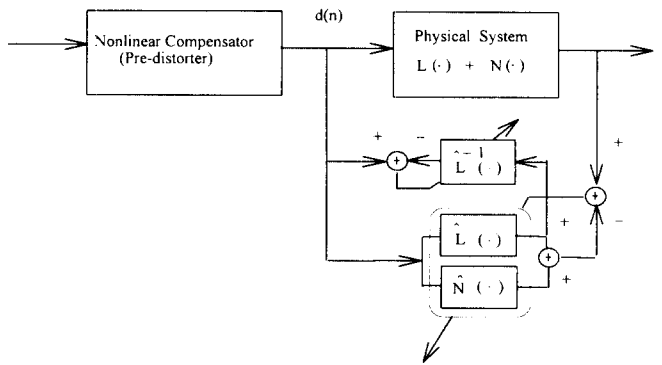 d(n)
Nonlinear Compensator
(Pre-distorter)
Physical System
L(·) + N(·)
+ −
L̂⁻¹(·)
+
+
−
L̂(·)
+
N̂(·)
+
+